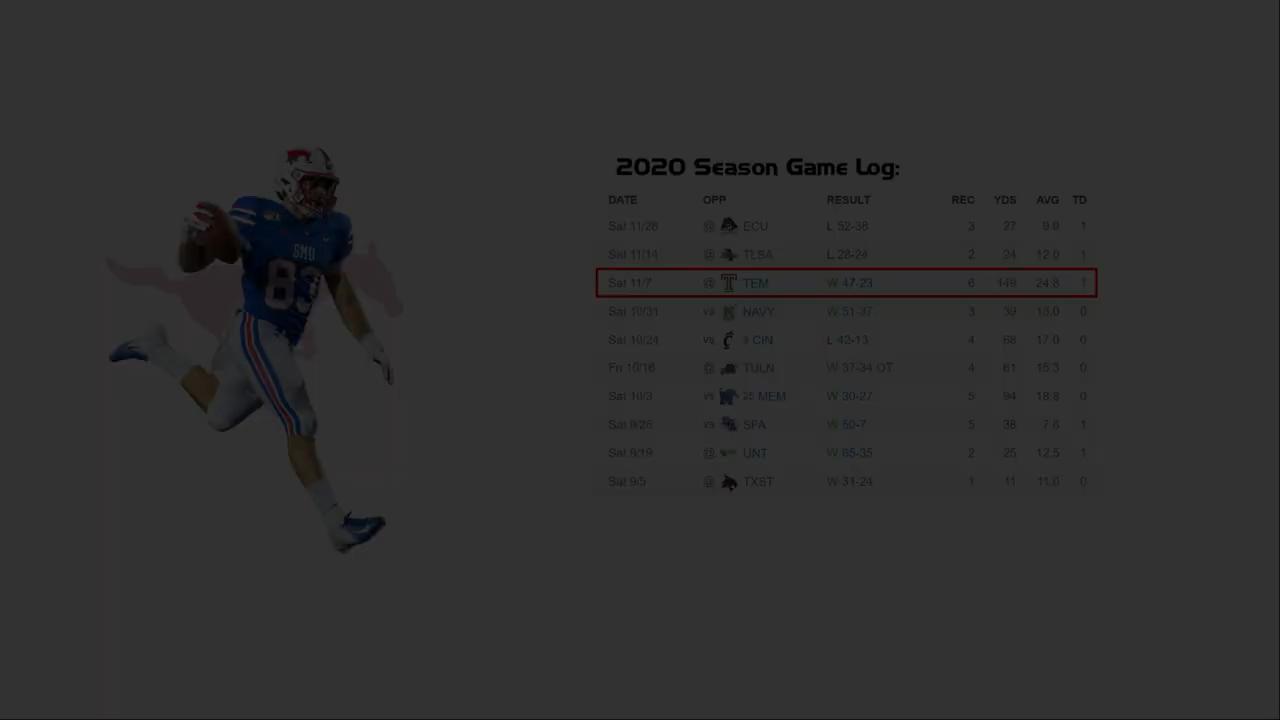 SMU
83
2020 Season Game Log:
DATE OPP RESULT REC YDS AVG TD
Sat 11/28 @ ECU L 52-38 3 27 9.0 1
Sat 11/14 @ TLSA L 28-24 2 24 12.0 1
Sat 11/7 @ TEM W 47-23 6 149 24.8 1
Sat 10/31 vs NAVY W 51-37 3 39 13.0 0
Sat 10/24 vs 9 CIN L 42-13 4 68 17.0 0
Fri 10/16 @ TULN W 37-34 OT 4 61 15.3 0
Sat 10/3 vs 25 MEM W 30-27 5 94 18.8 0
Sat 9/26 vs SFA W 50-7 5 38 7.6 1
Sat 9/19 @ UNT W 65-35 2 25 12.5 1
Sat 9/5 @ TXST W 31-24 1 11 11.0 0